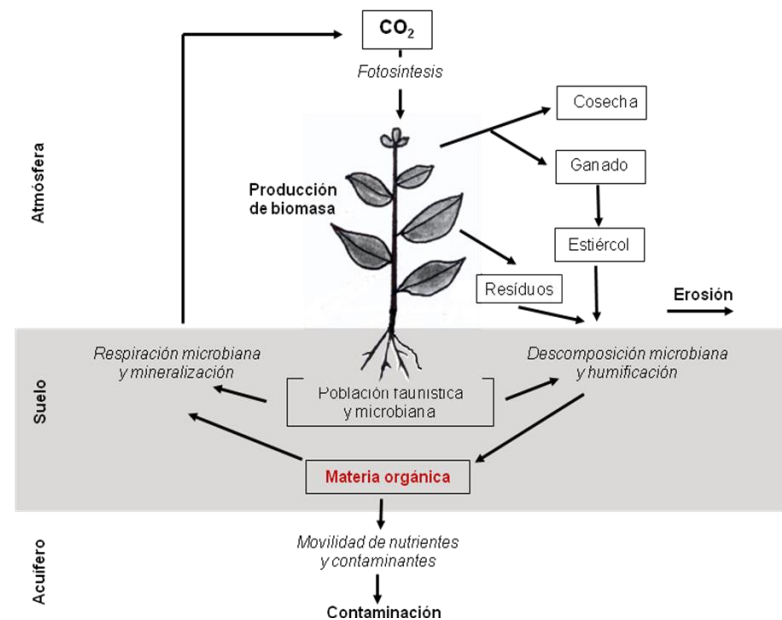 CO₂
Fotosíntesis
Cosecha
Ganado
Producción
de biomasa
Estiércol
Resíduos
Erosión
Atmósfera
Respiración microbiana
y mineralización
Descomposición microbiana
y humificación
Población faunística
y microbiana
Suelo
Materia orgánica
Movilidad de nutrientes
y contaminantes
Acuífero
Contaminación